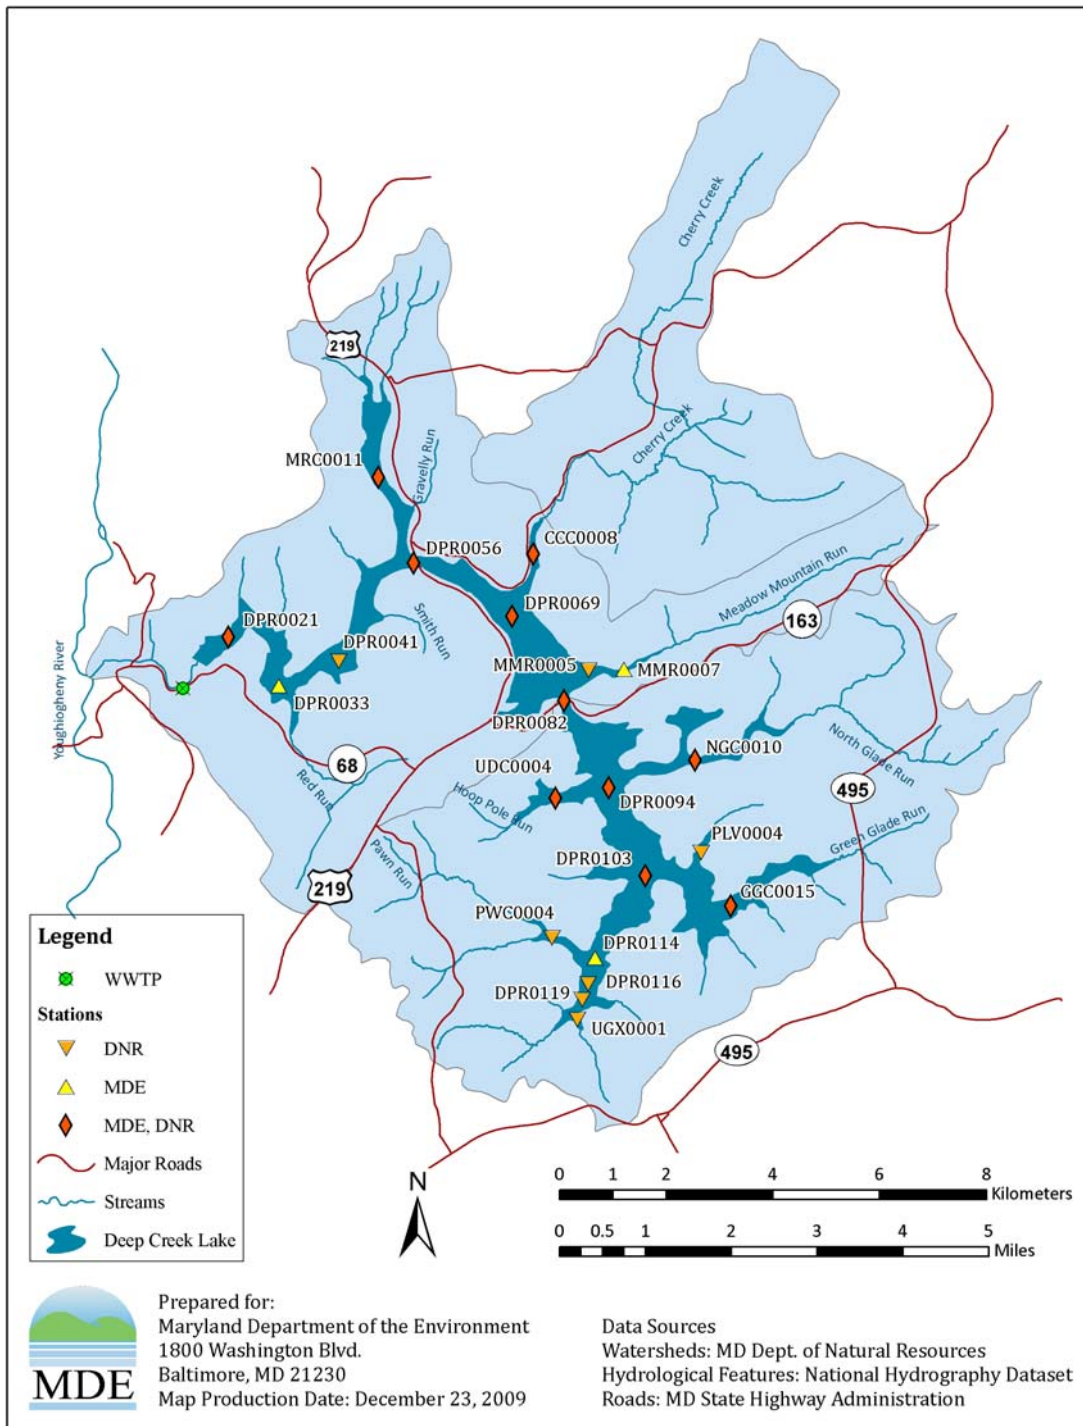 Cherry Creek
219
Cherry Creek
MRC0011
Gravelly Run
CCC0008
DPR0056
Meadow Mountain Run
DPR0069
163
DPR0021
Smith Run
DPR0041
MMR0005
MMR0007
Youghiogheny River
DPR0033
DPR0082
North Glade Run
NGC0010
68
UDC0004
Red Run
495
Hoop Pole Run
DPR0094
PLV0004
Green Glade Run
Pawn Run
DPR0103
219
GGC0015
PWC0004
DPR0114
DPR0116
DPR0119
UGX0001
495
Legend
WWTP
Stations
DNR
MDE
MDE, DNR
Major Roads
Streams
Deep Creek Lake
N
0 1 2 4 6 8
Kilometers
0 0.5 1 2 3 4 5
Miles
MDE
Prepared for:
Maryland Department of the Environment
1800 Washington Blvd.
Baltimore, MD 21230
Map Production Date: December 23, 2009
Data Sources
Watersheds: MD Dept. of Natural Resources
Hydrological Features: National Hydrography Dataset
Roads: MD State Highway Administration